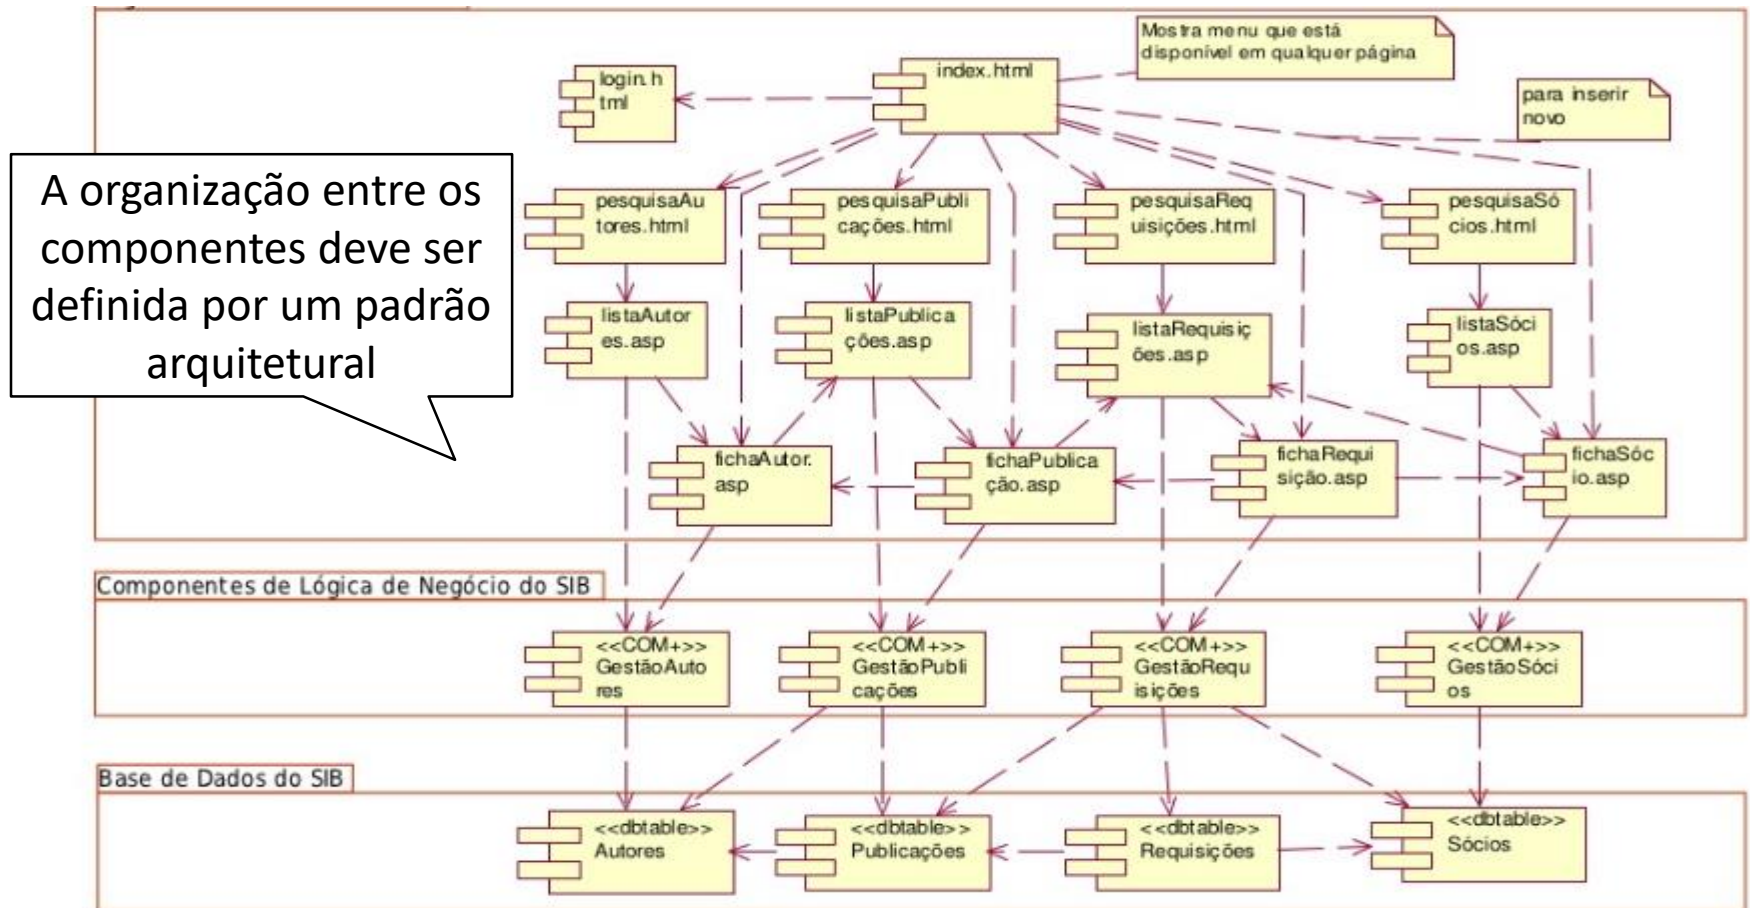 Mostra menu que está
disponível em qualquer página
index.html
login.h
tml
para inserir
novo
A organização entre os
componentes deve ser
definida por um padrão
arquitetural
pesquisaAu
tores.html
pesquisaPubli
cações.html
pesquisaReq
uisições.html
pesquisaSó
cios.html
listaAutor
es.asp
listaPublica
ções.asp
listaRequisiç
ões.asp
listaSóci
os.asp
fichaAutor.
asp
fichaPublica
ção.asp
fichaRequi
sição.asp
fichaSóc
io.asp
Componentes de Lógica de Negócio do SIB
<<COM+>>
GestãoAuto
res
<<COM+>>
GestãoPubli
cações
<<COM+>>
GestãoRequ
isições
<<COM+>>
GestãoSóci
os
Base de Dados do SIB
<<dbtable>>
Autores
<<dbtable>>
Publicações
<<dbtable>>
Requisições
<<dbtable>>
Sócios